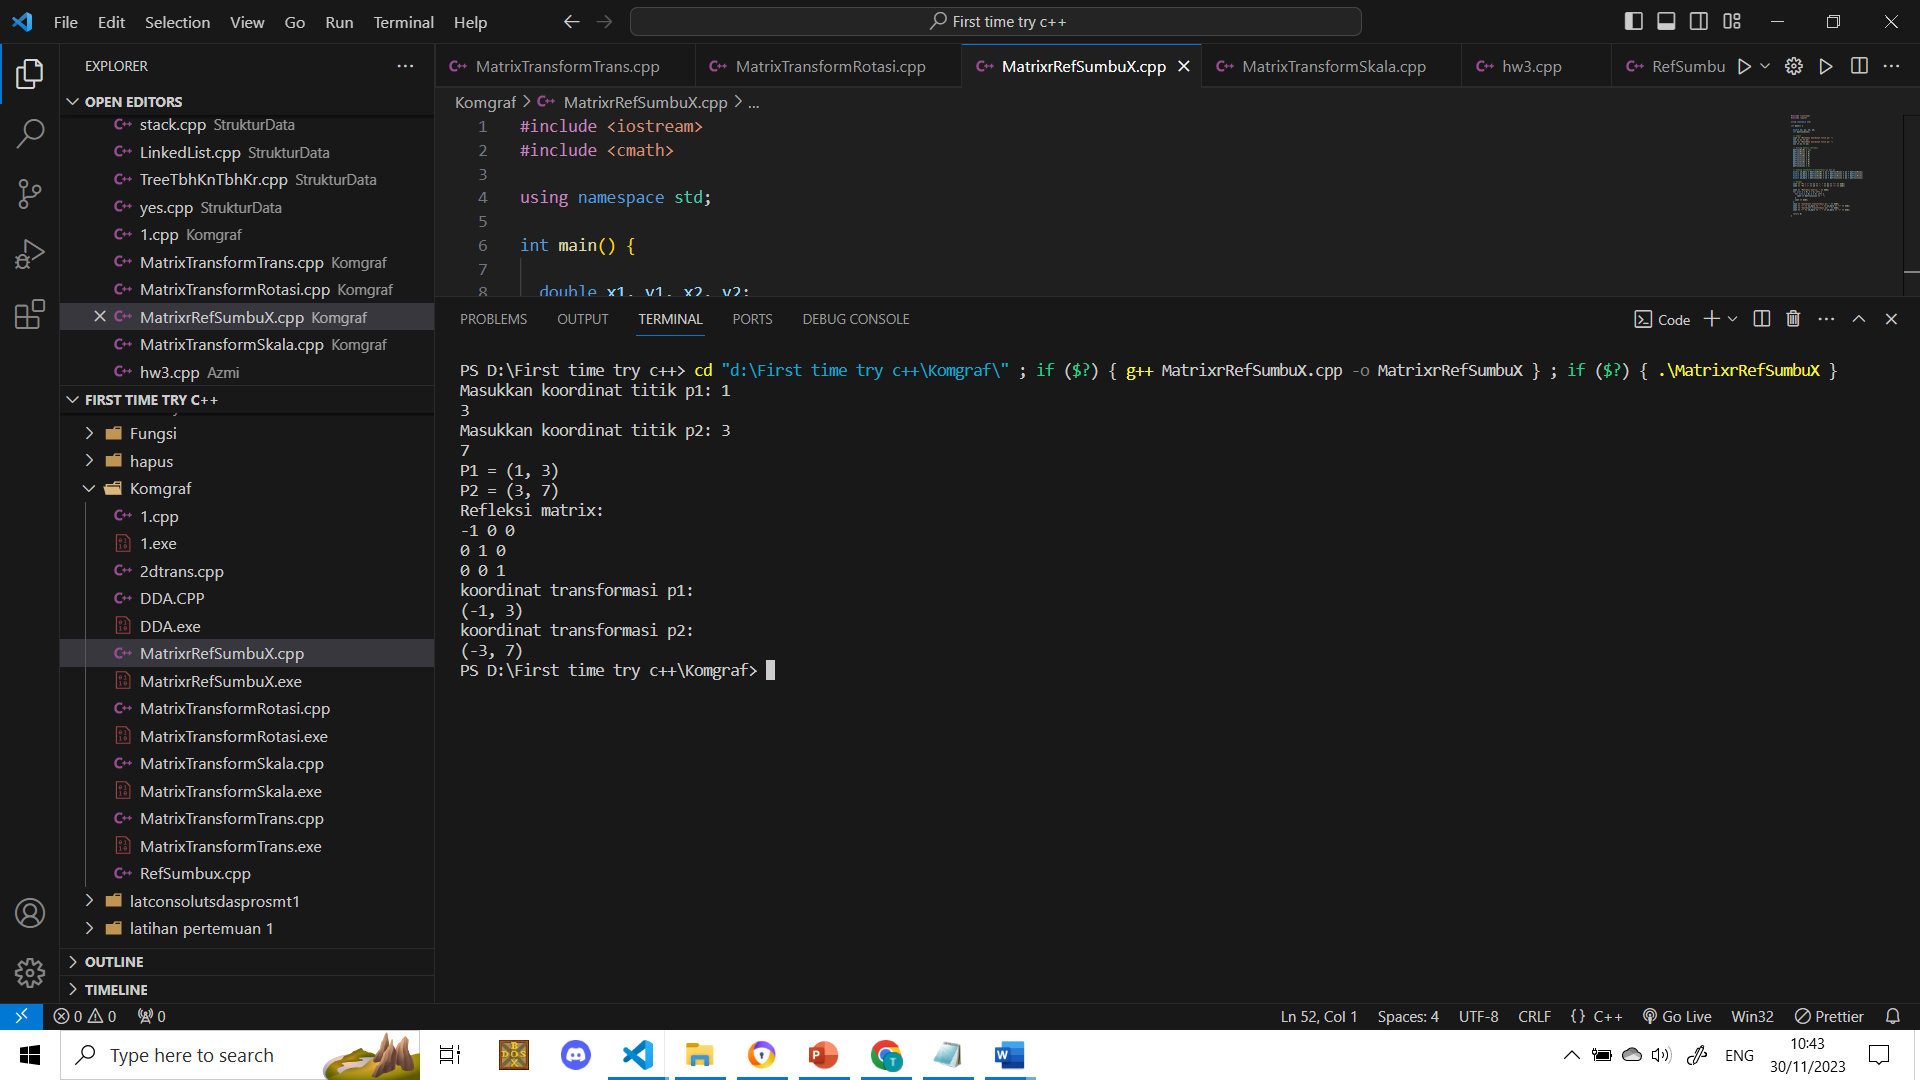 File Edit Selection View Go Run Terminal Help
First time try c++
EXPLORER
OPEN EDITORS
stack.cpp StrukturData
LinkedList.cpp StrukturData
TreeTbhKnTbhKr.cpp StrukturData
yes.cpp StrukturData
1.cpp Komgraf
MatrixTransformTrans.cpp Komgraf
MatrixTransformRotasi.cpp Komgraf
MatrixrRefSumbuX.cpp Komgraf
MatrixTransformSkala.cpp Komgraf
hw3.cpp Azmi
FIRST TIME TRY C++
Fungsi
hapus
Komgraf
1.cpp
1.exe
2dtrans.cpp
DDA.CPP
DDA.exe
MatrixrRefSumbuX.cpp
MatrixrRefSumbuX.exe
MatrixTransformRotasi.cpp
MatrixTransformRotasi.exe
MatrixTransformSkala.cpp
MatrixTransformSkala.exe
MatrixTransformTrans.cpp
MatrixTransformTrans.exe
RefSumbux.cpp
latconsolutsdasprosmt1
latihan pertemuan 1
OUTLINE
TIMELINE
MatrixTransformTrans.cpp MatrixTransformRotasi.cpp MatrixrRefSumbuX.cpp MatrixTransformSkala.cpp hw3.cpp RefSumbu
Komgraf > MatrixrRefSumbuX.cpp > ...
1 #include <iostream>
2 #include <cmath>
3
4 using namespace std;
5
6 int main() {
7
8 double x1, y1, x2, y2;
PROBLEMS OUTPUT TERMINAL PORTS DEBUG CONSOLE
Code
PS D:\First time try c++> cd "d:\First time try c++\Komgraf\" ; if ($?) { g++ MatrixrRefSumbuX.cpp -o MatrixrRefSumbuX } ; if ($?) { .\MatrixrRefSumbuX }
Masukkan koordinat titik p1: 1
3
Masukkan koordinat titik p2: 3
7
P1 = (1, 3)
P2 = (3, 7)
Refleksi matrix:
-1 0 0
0 1 0
0 0 1
koordinat transformasi p1:
(-1, 3)
koordinat transformasi p2:
(-3, 7)
PS D:\First time try c++\Komgraf>
0 0 0
Ln 52, Col 1 Spaces: 4 UTF-8 CRLF {} C++ Go Live Win32 Prettier
Type here to search
ENG
10:43
30/11/2023